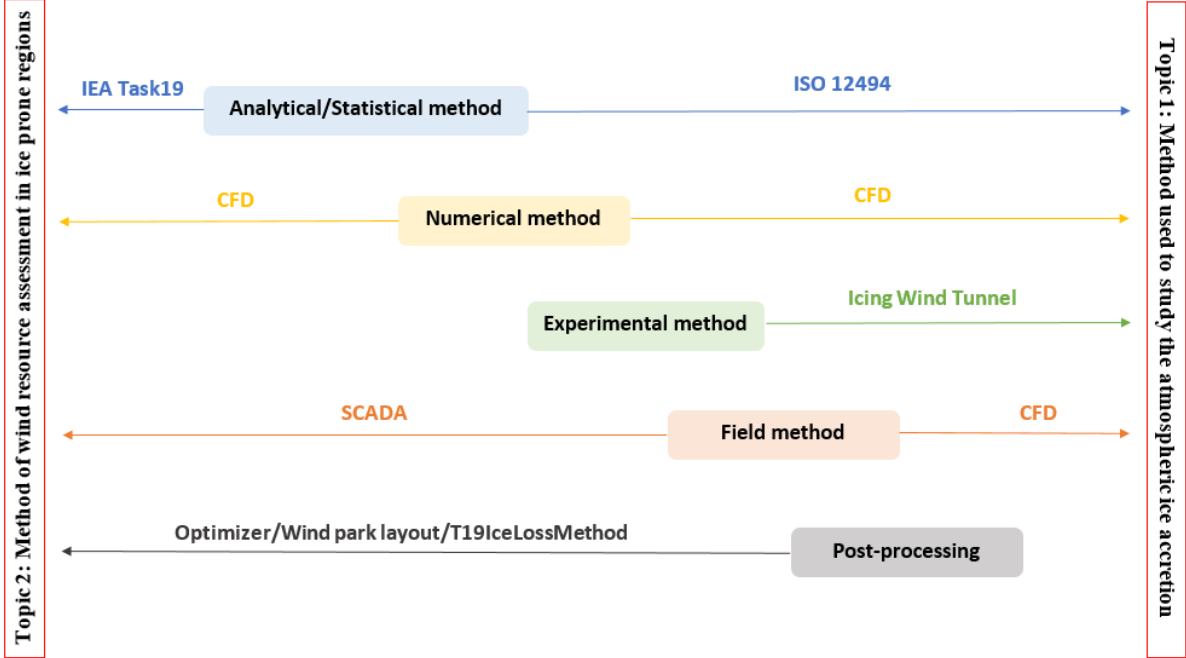 Topic 2: Method of wind resource assessment in ice prone regions
IEA Task19
Analytical/Statistical method
ISO 12494
CFD
Numerical method
CFD
Experimental method
Icing Wind Tunnel
SCADA
Field method
CFD
Optimizer/Wind park layout/T19IceLossMethod
Post-processing
Topic 1: Method used to study the atmospheric ice accretion